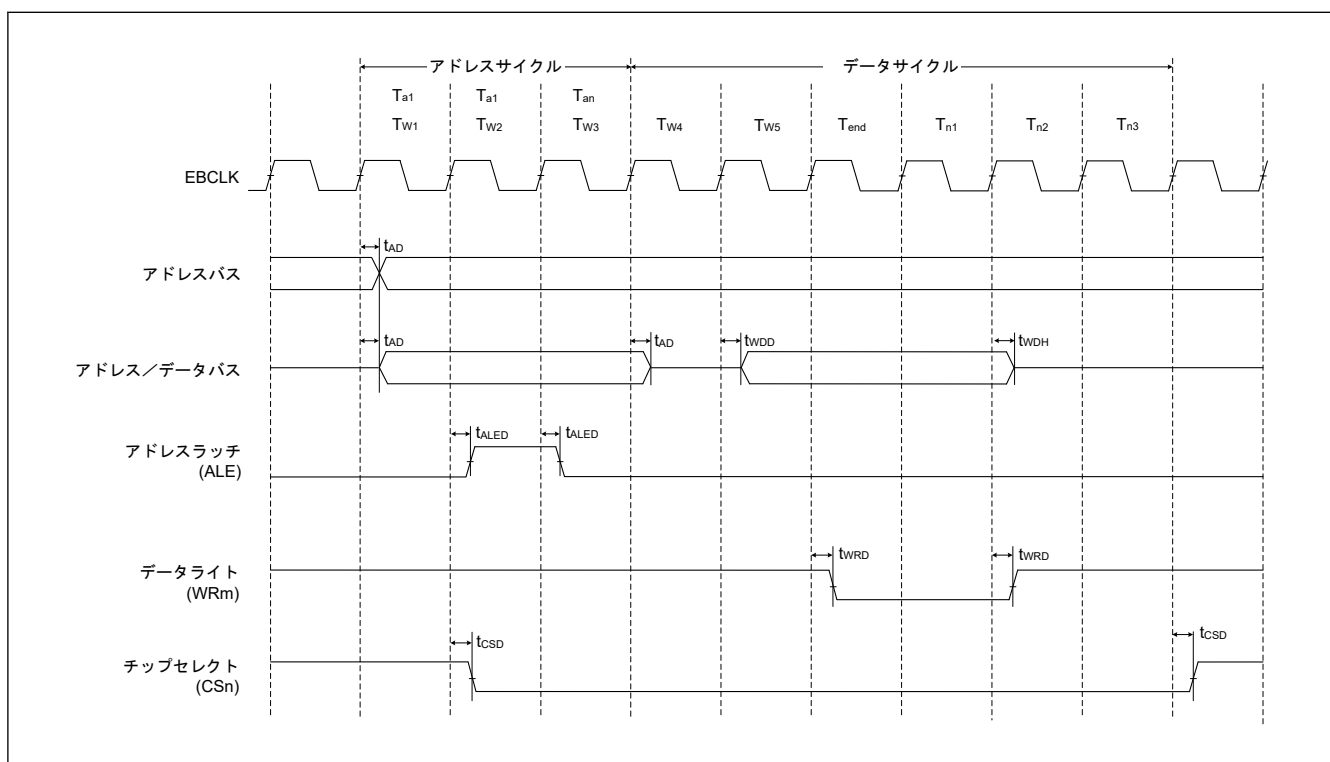 アドレスサイクル データサイクル
Ta1 Ta1 Tan
TW1 TW2 TW3 TW4 TW5 Tend Tn1 Tn2 Tn3
EBCLK
tAD
アドレスバス
tAD tAD tWDD tWDH
アドレス／データバス
tALED tALED
アドレスラッチ
(ALE)
tWRD tWRD
データライト
(WRm)
tCSD tCSD
チップセレクト
(CSn)